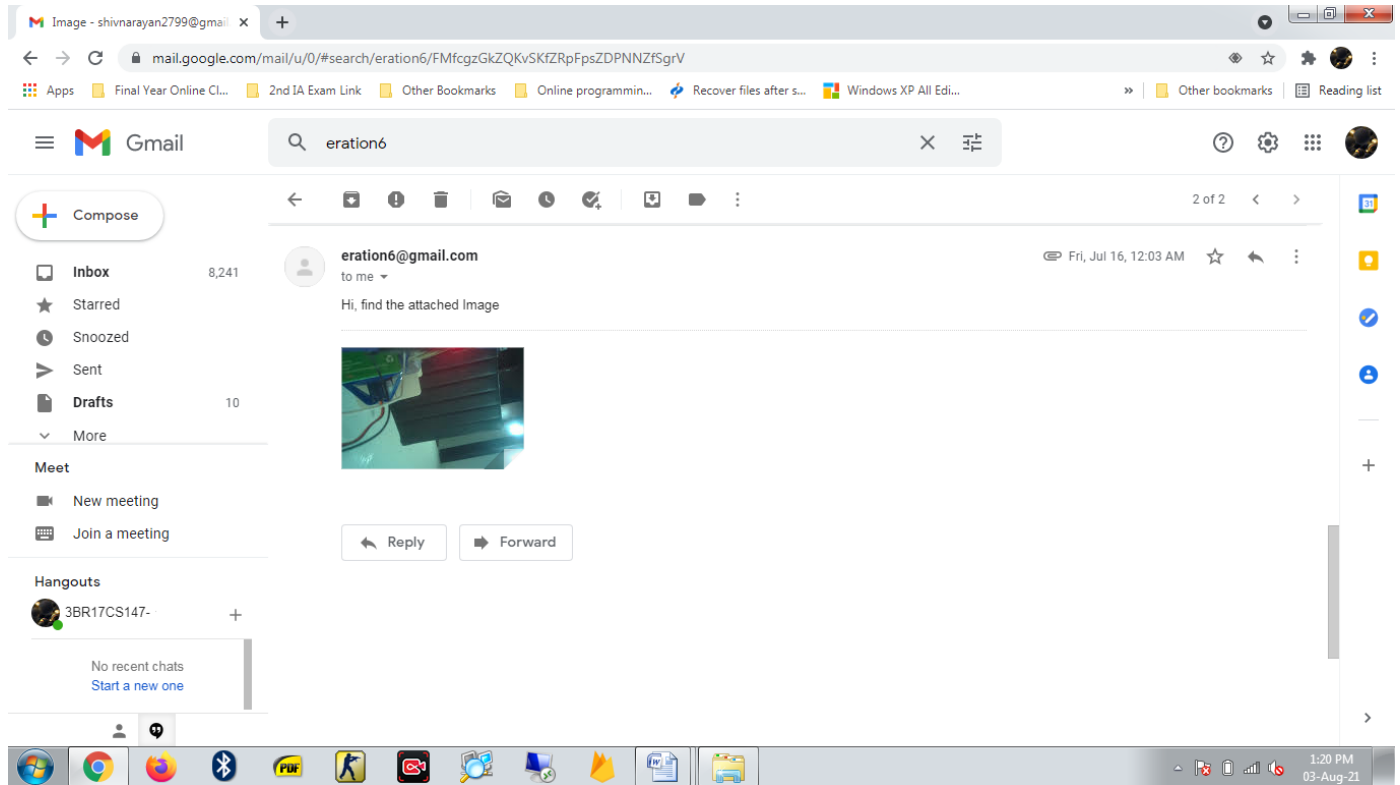 Image - shivnarayan2799@gmail
mail.google.com/mail/u/0/#search/eration6/FMfcgzGkZQKvSKfZRpFpsZDPNNZfSgrV
Apps Final Year Online Cl... 2nd IA Exam Link Other Bookmarks Online programmin... Recover files after s... Windows XP All Edi... » Other bookmarks Reading list
Gmail
eration6
Compose
2 of 2
31
Inbox 8,241
Starred
Snoozed
Sent
Drafts 10
More
Meet
New meeting
Join a meeting
Hangouts
3BR17CS147-
No recent chats
Start a new one
eration6@gmail.com Fri, Jul 16, 12:03 AM
to me
Hi, find the attached Image
Reply Forward
PDF
1:20 PM
03-Aug-21